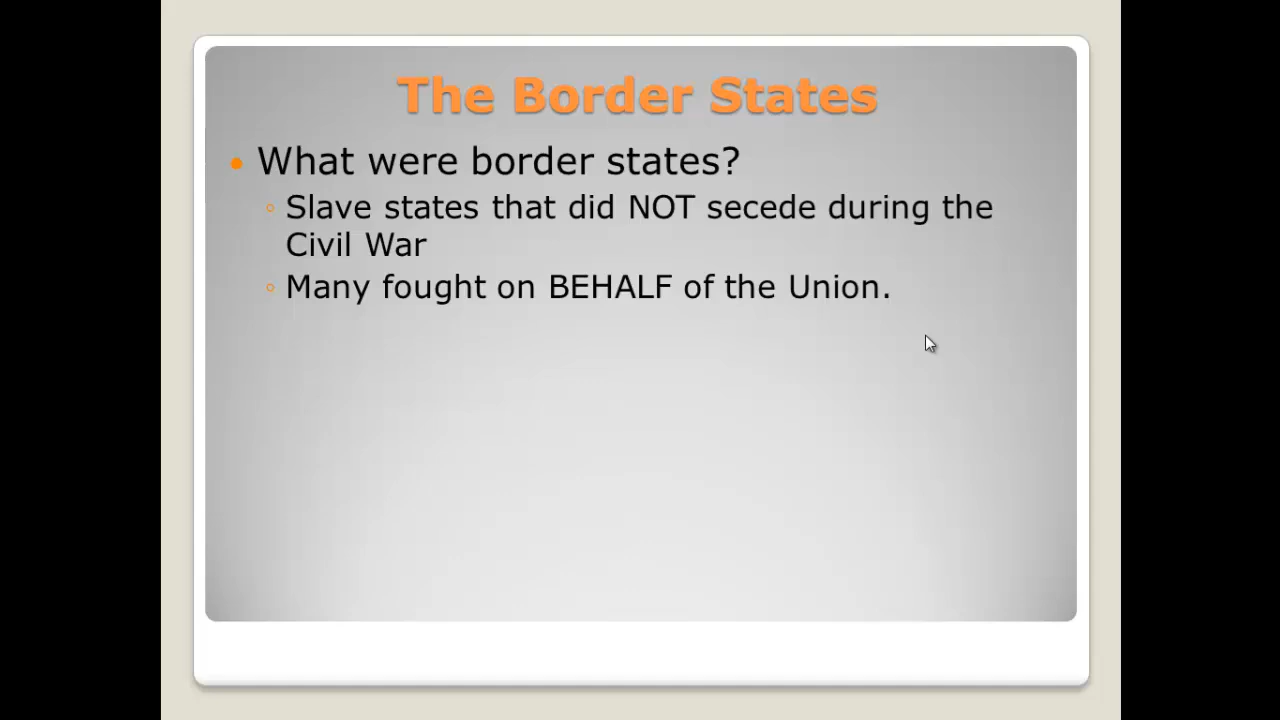 The Border States
• What were border states?
◦ Slave states that did NOT secede during the
Civil War
◦ Many fought on BEHALF of the Union.